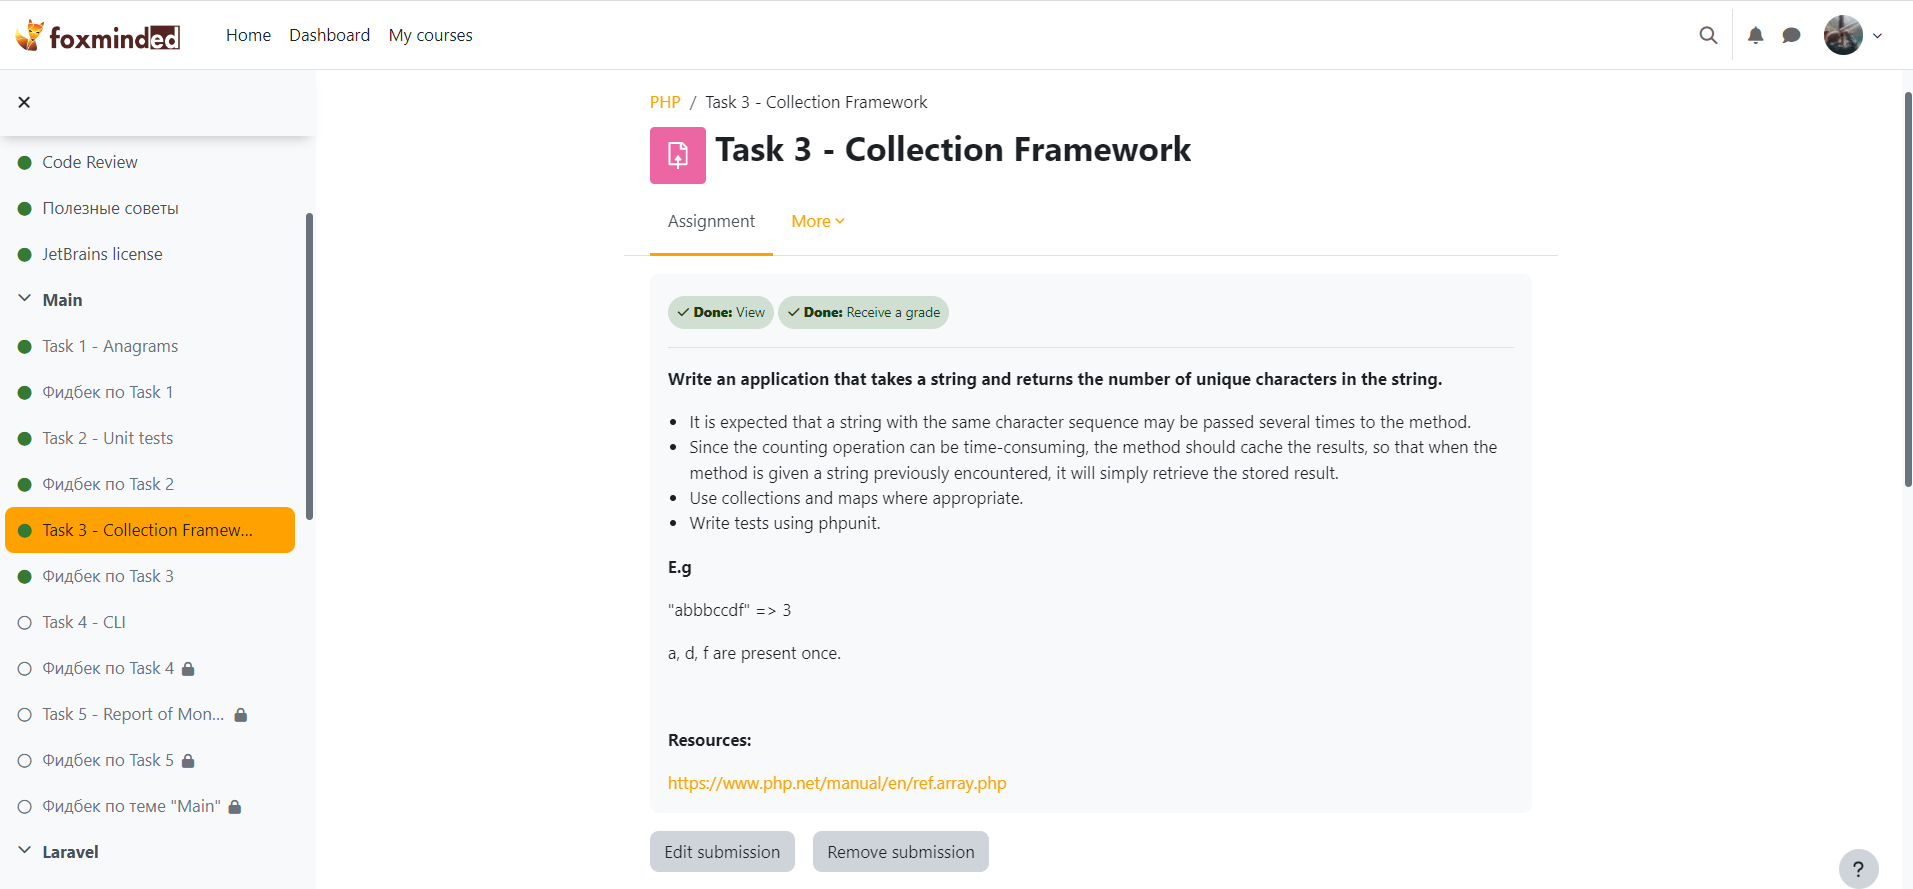 foxminded
Home
Dashboard
My courses
Code Review
Полезные советы
JetBrains license
Main
Task 1 - Anagrams
Фидбек по Task 1
Task 2 - Unit tests
Фидбек по Task 2
Task 3 - Collection Framew...
Фидбек по Task 3
Task 4 - CLI
Фидбек по Task 4
Task 5 - Report of Mon...
Фидбек по Task 5
Фидбек по теме "Main"
Laravel
PHP / Task 3 - Collection Framework
Task 3 - Collection Framework
Assignment
More
Done: View
Done: Receive a grade
Write an application that takes a string and returns the number of unique characters in the string.
It is expected that a string with the same character sequence may be passed several times to the method.
Since the counting operation can be time-consuming, the method should cache the results, so that when the
method is given a string previously encountered, it will simply retrieve the stored result.
Use collections and maps where appropriate.
Write tests using phpunit.
E.g
"abbbccdf" => 3
a, d, f are present once.
Resources:
https://www.php.net/manual/en/ref.array.php
Edit submission
Remove submission
?